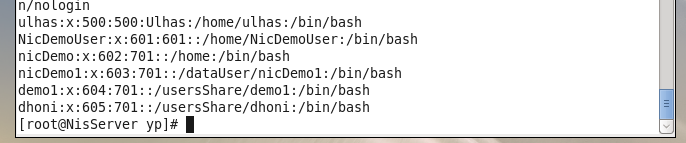 n/nologin
ulhas:x:500:500:Ulhas:/home/ulhas:/bin/bash
NicDemoUser:x:601:601::/home/NicDemoUser:/bin/bash
nicDemo:x:602:701::/home:/bin/bash
nicDemo1:x:603:701::/dataUser/nicDemo1:/bin/bash
demo1:x:604:701::/usersShare/demo1:/bin/bash
dhoni:x:605:701::/usersShare/dhoni:/bin/bash
[root@NisServer yp]#